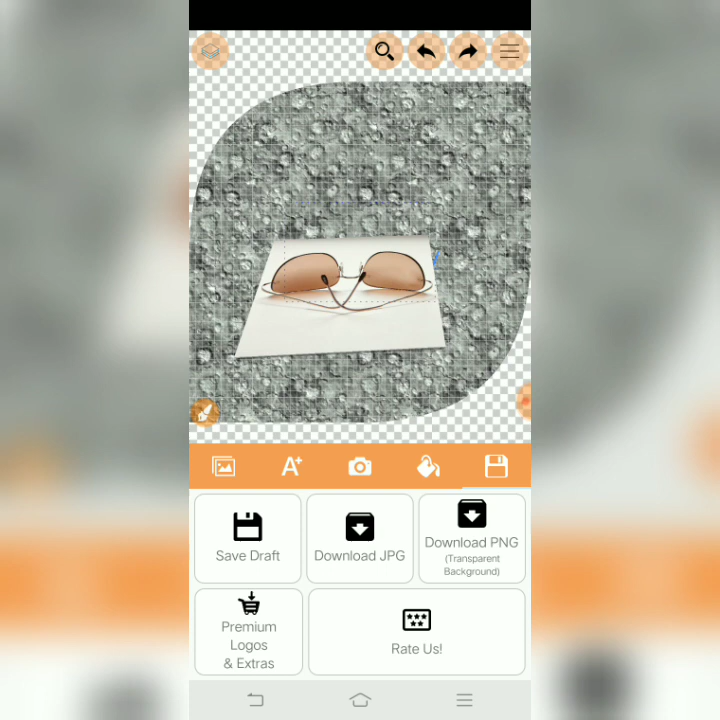 A+
Save Draft
Download JPG
Download PNG
(Transparent
Background)
Premium
Logos
& Extras
Rate Us!